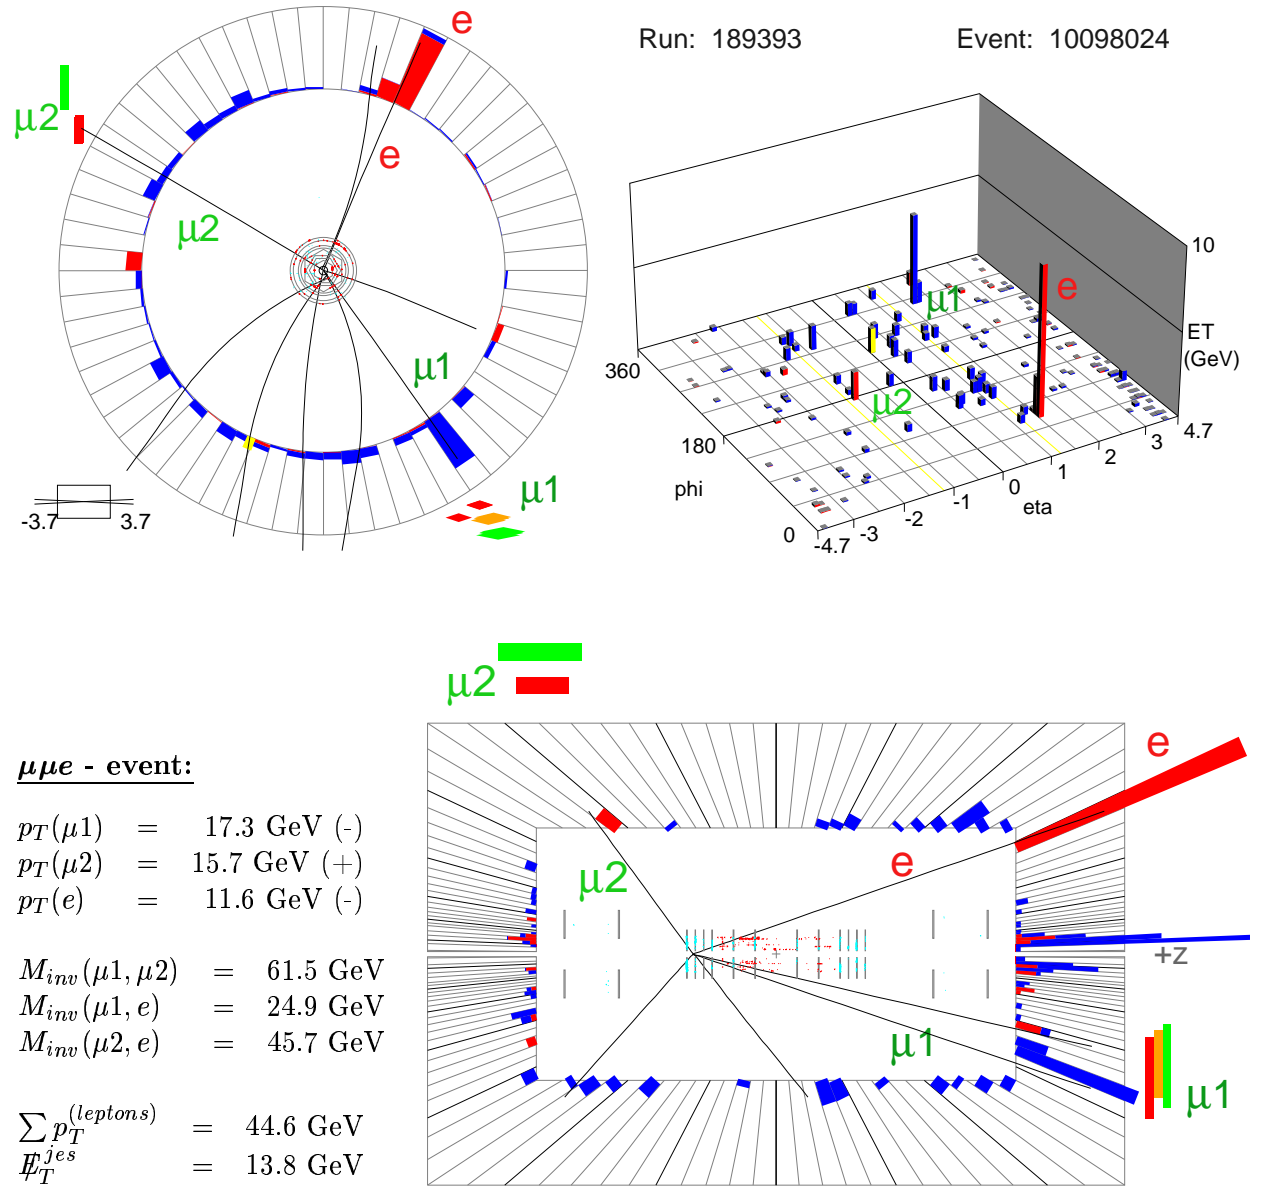 Run: 189393 Event: 10098024
e
μ2
e
μ2
μ1
μ1
-3.7 3.7
10
e
μ1
ET
(GeV)
360
μ2
180
4.7
3
2
phi
1
0
eta
-1
-2
0
-4.7
-3
μ2
e
μμe - event:
pT(μ1) = 17.3 GeV (-)
pT(μ2) = 15.7 GeV (+)
pT(e) = 11.6 GeV (-)
Minv(μ1, μ2) = 61.5 GeV
Minv(μ1, e) = 24.9 GeV
Minv(μ2, e) = 45.7 GeV
∑ pT(leptons) = 44.6 GeV
E̸T jes = 13.8 GeV
μ2
e
+z
μ1
μ1